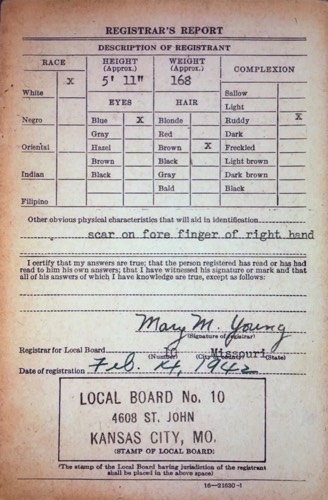 REGISTRAR'S REPORT
DESCRIPTION OF REGISTRANT
RACE HEIGHT (Approx.) WEIGHT (Approx.) COMPLEXION
White X 5' 11" 168 Sallow
Light
EYES HAIR
Negro Blue X Blonde Ruddy X
Gray Red Dark
Oriental Hazel Brown X Freckled
Brown Black Light brown
Indian Black Gray Dark brown
Bald Black
Filipino
Other obvious physical characteristics that will aid in identification
scar on fore finger of right hand
I certify that my answers are true; that the person registered has read or has had
read to him his own answers; that I have witnessed his signature or mark and that
all of his answers of which I have knowledge are true, except as follows:
Mary M. Young
(Signature of registrar)
Registrar for Local Board 10 Missouri
(Number) (City or county) (State)
Date of registration Feb. 14, 1942
LOCAL BOARD No. 10
4608 ST. JOHN
KANSAS CITY, MO.
(STAMP OF LOCAL BOARD)
(The stamp of the Local Board having jurisdiction of the registrant
shall be placed in the above space)
16—21630-1